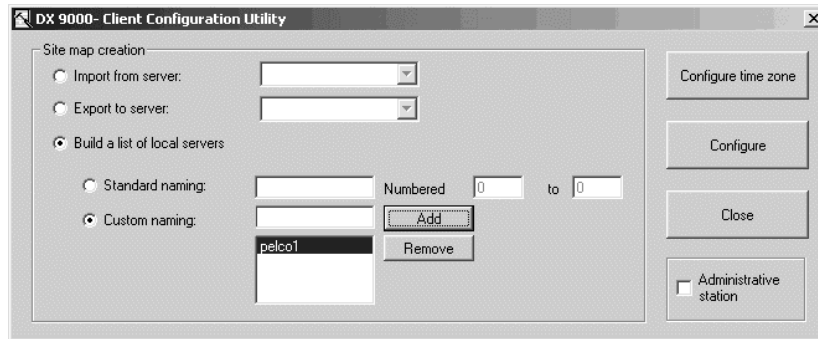 DX 9000- Client Configuration Utility
Site map creation
Import from server:
Export to server:
Build a list of local servers
Standard naming: Numbered 0 to 0
Custom naming: Add
pelco1 Remove
Configure time zone
Configure
Close
Administrative
station